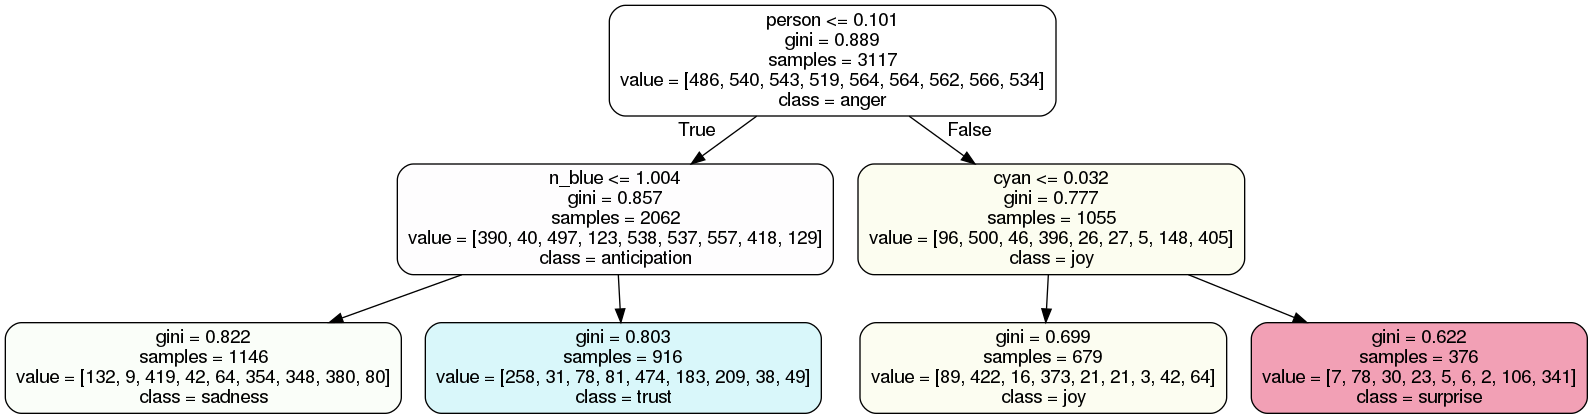 person <= 0.101
gini = 0.889
samples = 3117
value = [486, 540, 543, 519, 564, 564, 562, 566, 534]
class = anger
True
False
n_blue <= 1.004
gini = 0.857
samples = 2062
value = [390, 40, 497, 123, 538, 537, 557, 418, 129]
class = anticipation
cyan <= 0.032
gini = 0.777
samples = 1055
value = [96, 500, 46, 396, 26, 27, 5, 148, 405]
class = joy
gini = 0.822
samples = 1146
value = [132, 9, 419, 42, 64, 354, 348, 380, 80]
class = sadness
gini = 0.803
samples = 916
value = [258, 31, 78, 81, 474, 183, 209, 38, 49]
class = trust
gini = 0.699
samples = 679
value = [89, 422, 16, 373, 21, 21, 3, 42, 64]
class = joy
gini = 0.622
samples = 376
value = [7, 78, 30, 23, 5, 6, 2, 106, 341]
class = surprise